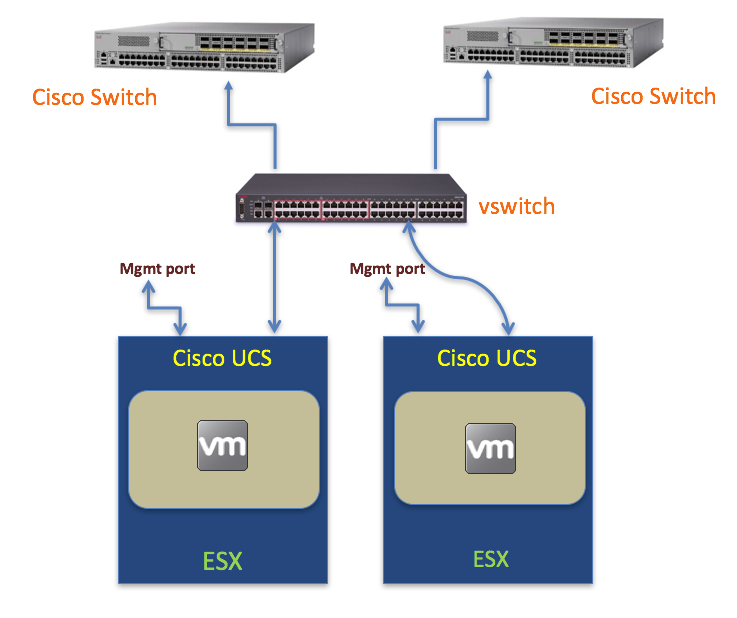 Cisco Switch
Cisco Switch
vswitch
Mgmt port
Mgmt port
Cisco UCS
Cisco UCS
vm
vm
ESX
ESX